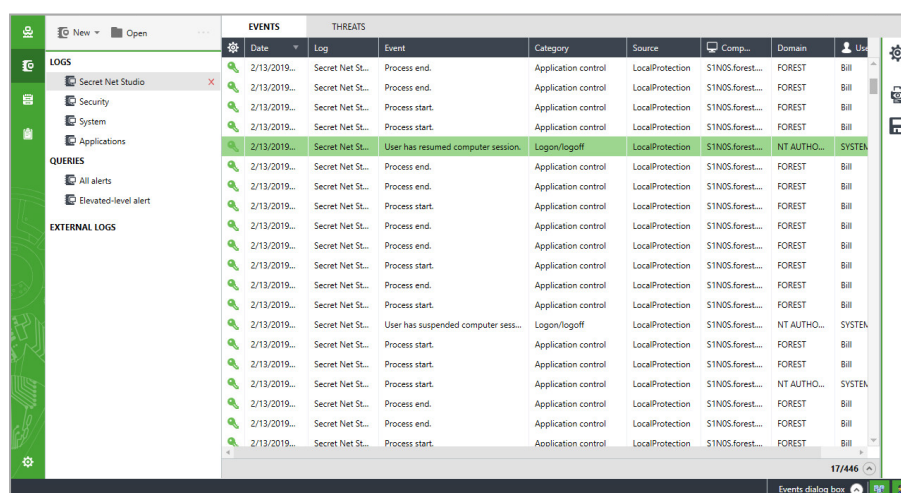 New Open ... EVENTS THREATS
Date Log Event Category Source Comp... Domain Use
LOGS
Secret Net Studio X
Security
System
Applications
QUERIES
All alerts
Elevated-level alert
EXTERNAL LOGS
2/13/2019... Secret Net St... Process end. Application control LocalProtection S1N0S.forest.... FOREST Bill
2/13/2019... Secret Net St... Process end. Application control LocalProtection S1N0S.forest.... FOREST Bill
2/13/2019... Secret Net St... Process start. Application control LocalProtection S1N0S.forest.... FOREST Bill
2/13/2019... Secret Net St... Process start. Application control LocalProtection S1N0S.forest.... FOREST Bill
2/13/2019... Secret Net St... User has resumed computer session. Logon/logoff LocalProtection S1N0S.forest.... NT AUTHO... SYSTEM
2/13/2019... Secret Net St... Process end. Application control LocalProtection S1N0S.forest.... FOREST Bill
2/13/2019... Secret Net St... Process end. Application control LocalProtection S1N0S.forest.... FOREST Bill
2/13/2019... Secret Net St... Process start. Application control LocalProtection S1N0S.forest.... FOREST Bill
2/13/2019... Secret Net St... Process end. Application control LocalProtection S1N0S.forest.... FOREST Bill
2/13/2019... Secret Net St... Process end. Application control LocalProtection S1N0S.forest.... FOREST Bill
2/13/2019... Secret Net St... Process start. Application control LocalProtection S1N0S.forest.... FOREST Bill
2/13/2019... Secret Net St... Process end. Application control LocalProtection S1N0S.forest.... FOREST Bill
2/13/2019... Secret Net St... Process start. Application control LocalProtection S1N0S.forest.... FOREST Bill
2/13/2019... Secret Net St... User has suspended computer sess... Logon/logoff LocalProtection S1N0S.forest.... NT AUTHO... SYSTEM
2/13/2019... Secret Net St... Process start. Application control LocalProtection S1N0S.forest.... FOREST Bill
2/13/2019... Secret Net St... Process end. Application control LocalProtection S1N0S.forest.... FOREST Bill
2/13/2019... Secret Net St... Process start. Application control LocalProtection S1N0S.forest.... NT AUTHO... SYSTEM
2/13/2019... Secret Net St... Process end. Application control LocalProtection S1N0S.forest.... FOREST Bill
2/13/2019... Secret Net St... Process end. Application control LocalProtection S1N0S.forest.... FOREST Bill
2/13/2019... Secret Net St... Process start. Application control LocalProtection S1N0S.forest.... FOREST Bill
17/446
Events dialog box